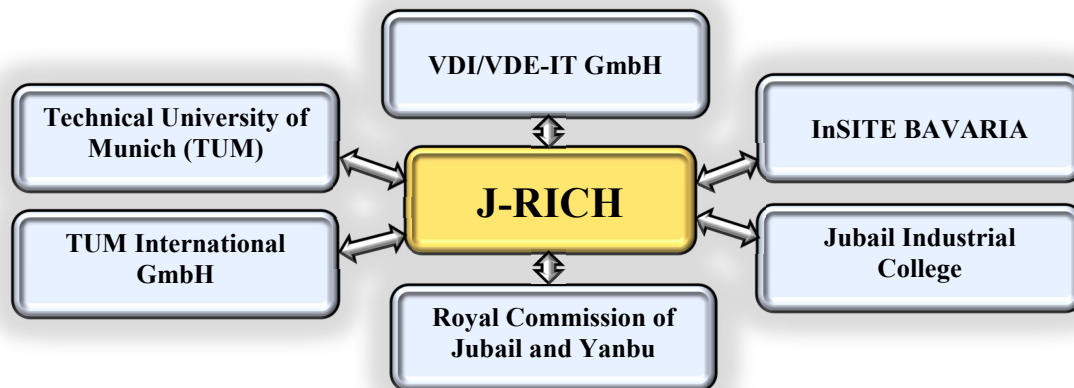 VDI/VDE-IT GmbH
Technical University of
Munich (TUM)
InSITE BAVARIA
J-RICH
TUM International
GmbH
Jubail Industrial
College
Royal Commission of
Jubail and Yanbu